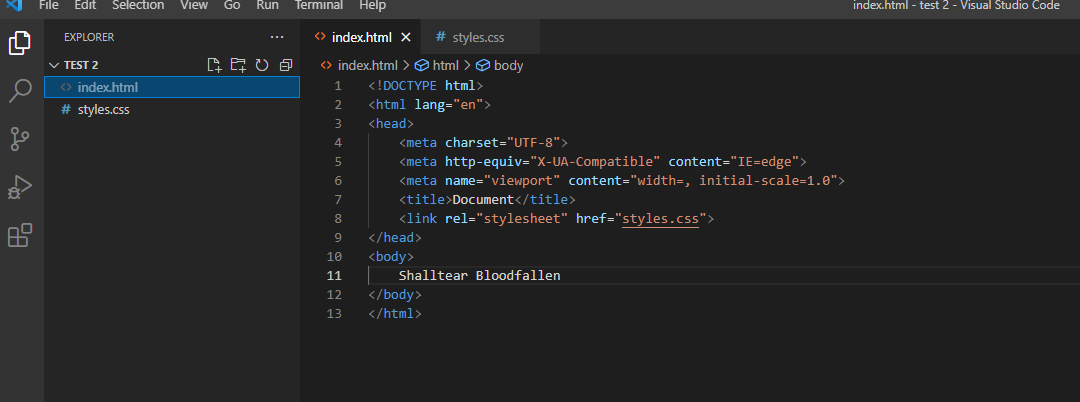 File Edit Selection View Go Run Terminal Help index.html - test 2 - Visual Studio Code
EXPLORER ...
TEST 2
index.html
# styles.css
index.html # styles.css
index.html > html > body
1 <!DOCTYPE html>
2 <html lang="en">
3 <head>
4 <meta charset="UTF-8">
5 <meta http-equiv="X-UA-Compatible" content="IE=edge">
6 <meta name="viewport" content="width=, initial-scale=1.0">
7 <title>Document</title>
8 <link rel="stylesheet" href="styles.css">
9 </head>
10 <body>
11 Shalltear Bloodfallen
12 </body>
13 </html>